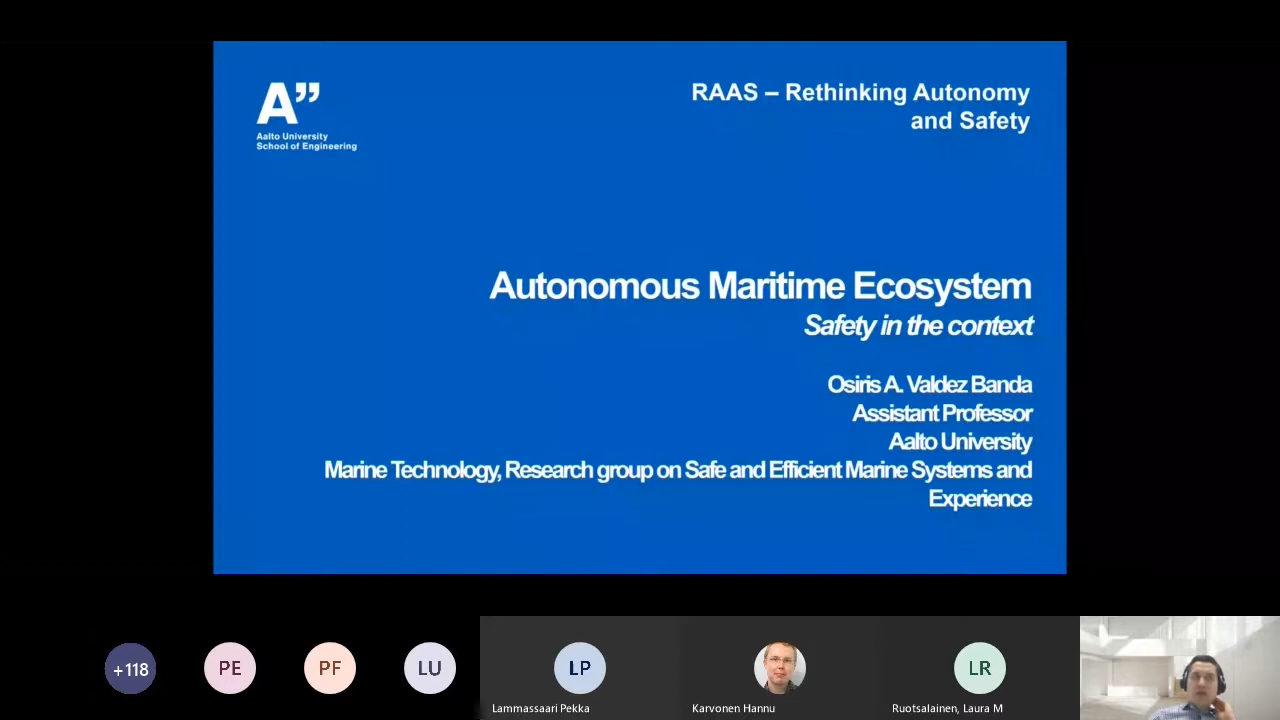 A”
Aalto University
School of Engineering
RAAS – Rethinking Autonomy
and Safety
Autonomous Maritime Ecosystem
Safety in the context
Osiris A. Valdez Banda
Assistant Professor
Aalto University
Marine Technology, Research group on Safe and Efficient Marine Systems and
Experience
+118
PE
PF
LU
LP
LR
Lammassaari Pekka
Karvonen Hannu
Ruotsalainen, Laura M